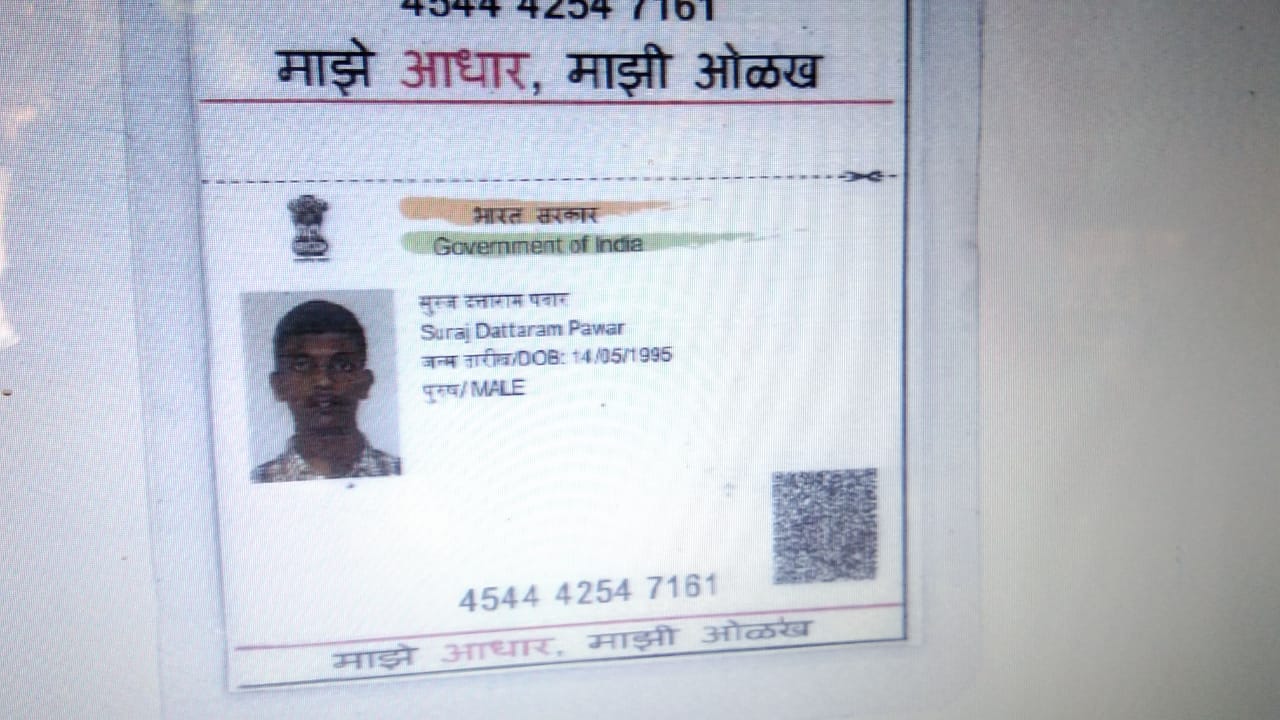 4544 4254 7161
माझे आधार, माझी ओळख
भारत सरकार
Government of India
सुरज दत्ताराम पवार
Suraj Dattaram Pawar
जन्म तारीख/DOB: 14/05/1995
पुरुष/ MALE
4544 4254 7161
माझे आधार, माझी ओळख